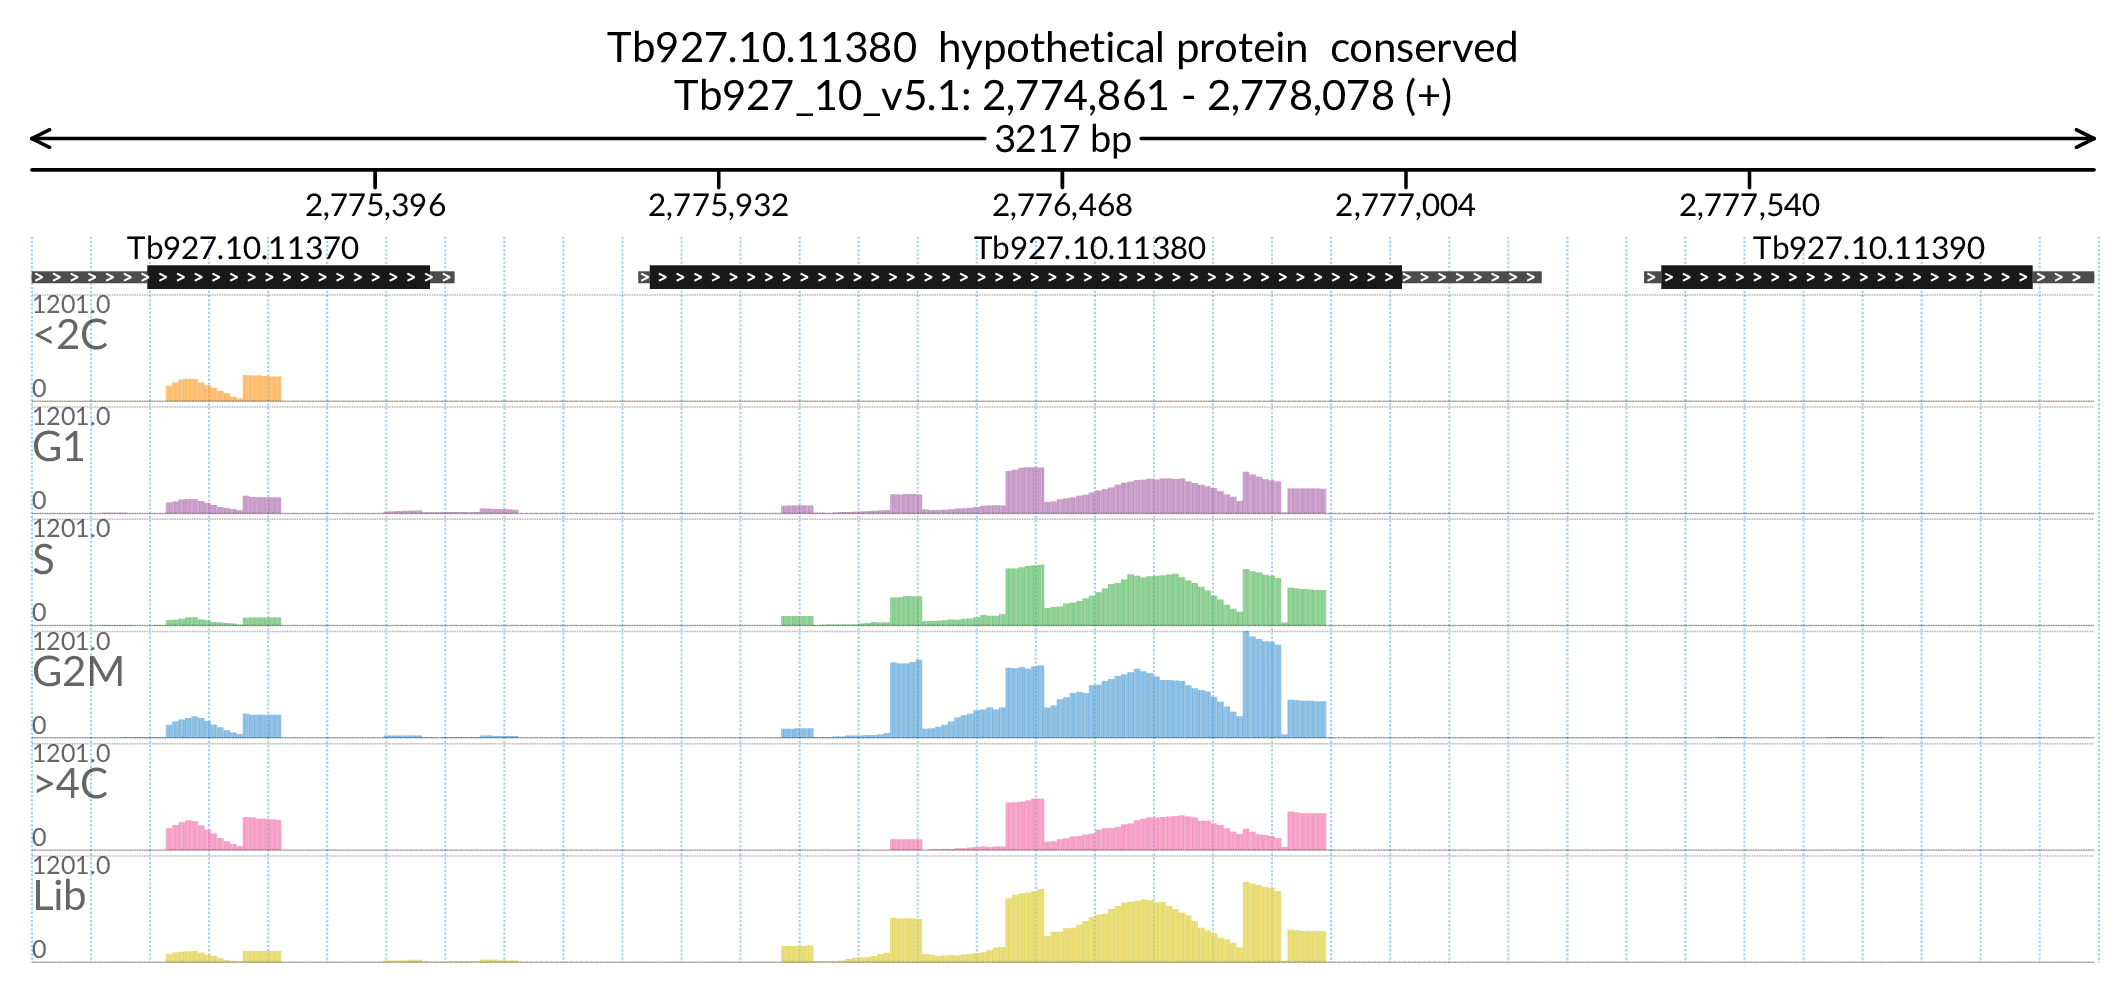 Tb927.10.11380  hypothetical protein  conserved
Tb927_10_v5.1: 2,774,861 - 2,778,078 (+)
3217 bp
2,775,396 2,775,932 2,776,468 2,777,004 2,777,540
Tb927.10.11370 Tb927.10.11380 Tb927.10.11390
1201.0
<2C
0
1201.0
G1
0
1201.0
S
0
1201.0
G2M
0
1201.0
>4C
0
1201.0
Lib
0